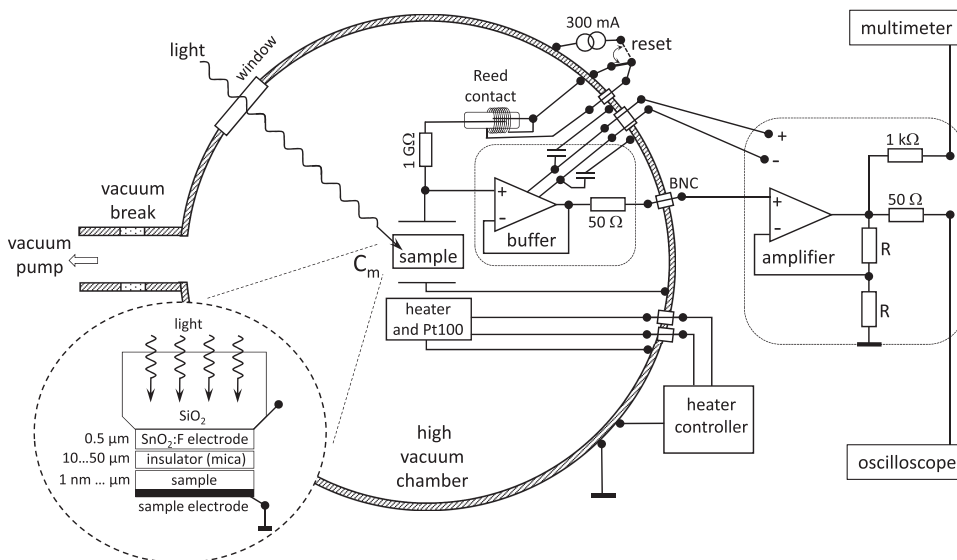 multimeter
300 mA
reset
light
window
Reed
contact
1 kΩ
1 GΩ
+
-
vacuum
break
BNC
50 Ω
+
-
buffer
50 Ω
+
-
amplifier
R
R
vacuum
pump
sample
Cm
heater
and Pt100
light
SiO2
heater
controller
0.5 µm
SnO2:F electrode
10...50 µm
insulator (mica)
1 nm ... µm
sample
sample electrode
high
vacuum
chamber
oscilloscope